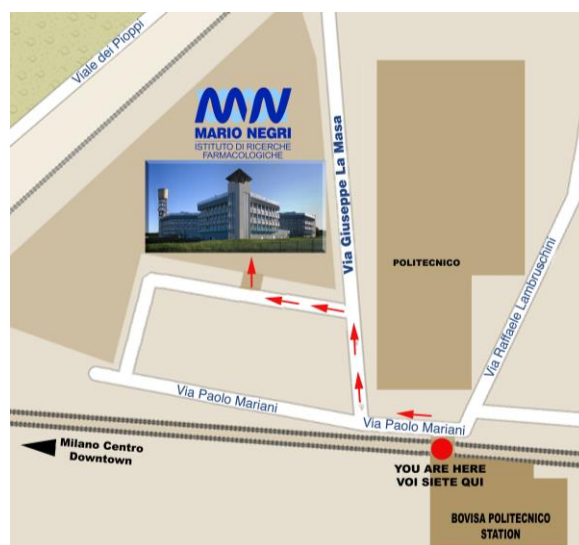 Viale dei Pioppi
MN
MARIO NEGRI
ISTITUTO DI RICERCHE
FARMACOLOGICHE
Via Giuseppe La Masa
POLITECNICO
Via Raffaele Lambruschini
Via Paolo Mariani
Via Paolo Mariani
Milano Centro
Downtown
YOU ARE HERE
VOI SIETE QUI
BOVISA POLITECNICO
STATION